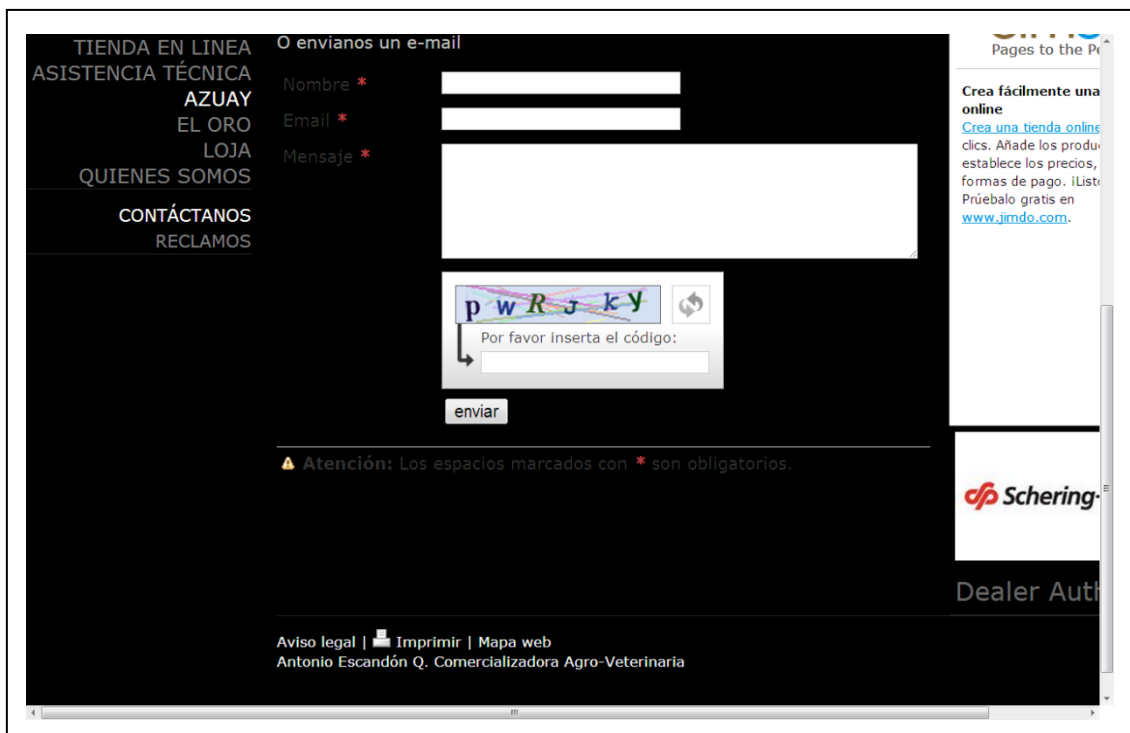 TIENDA EN LINEA
ASISTENCIA TÉCNICA
AZUAY
EL ORO
LOJA
QUIENES SOMOS
CONTÁCTANOS
RECLAMOS
O envianos un e-mail
Nombre *
Email *
Mensaje *
p w R J k y
Por favor inserta el código:
enviar
Atención: Los espacios marcados con * son obligatorios.
Aviso legal | Imprimir | Mapa web
Antonio Escandón Q. Comercializadora Agro-Veterinaria
Pages to the Pe
Crea fácilmente una
online
Crea una tienda online
clics. Añade los produ
establece los precios,
formas de pago. ¡List
Prúebalo gratis en
www.jimdo.com.
Schering-
Dealer Auth